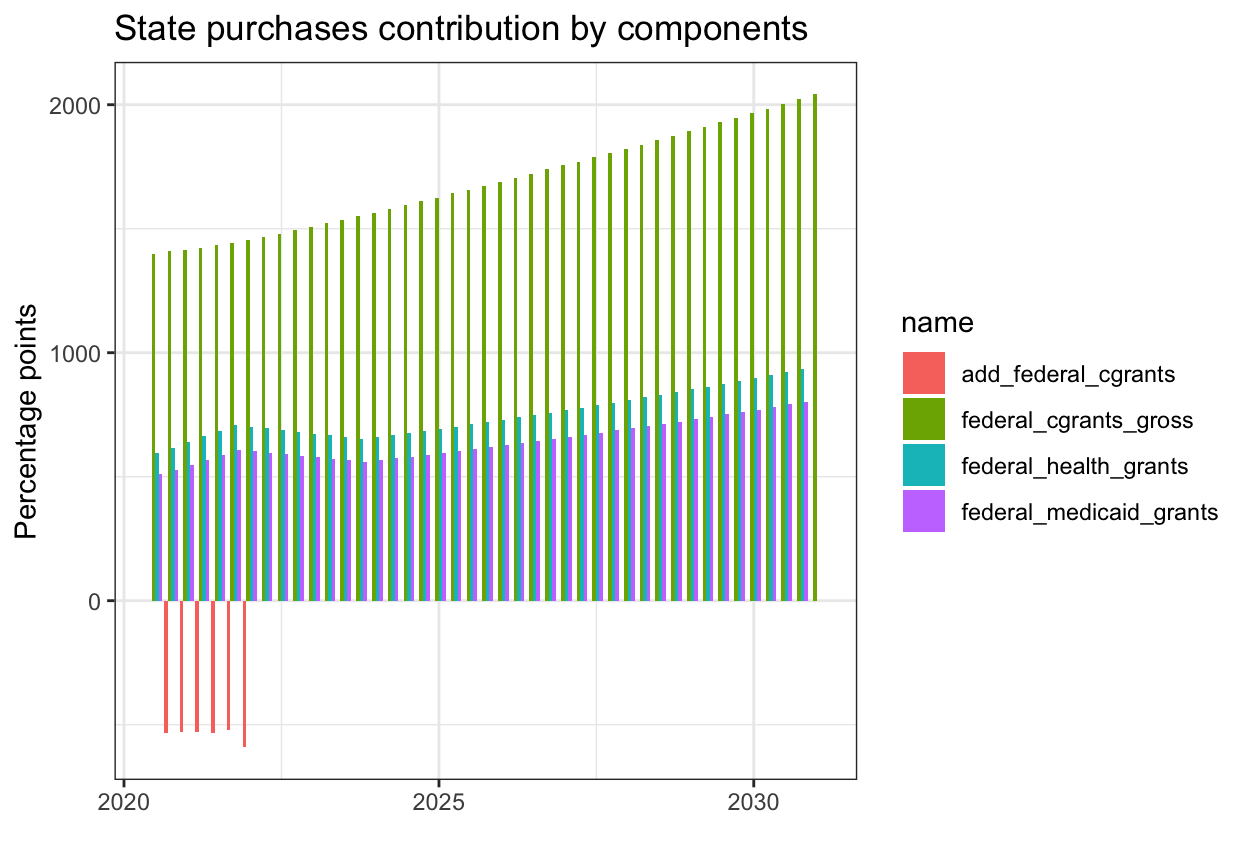 State purchases contribution by components
Percentage points
2000
1000
0
2020
2025
2030
name
add_federal_cgrants
federal_cgrants_gross
federal_health_grants
federal_medicaid_grants